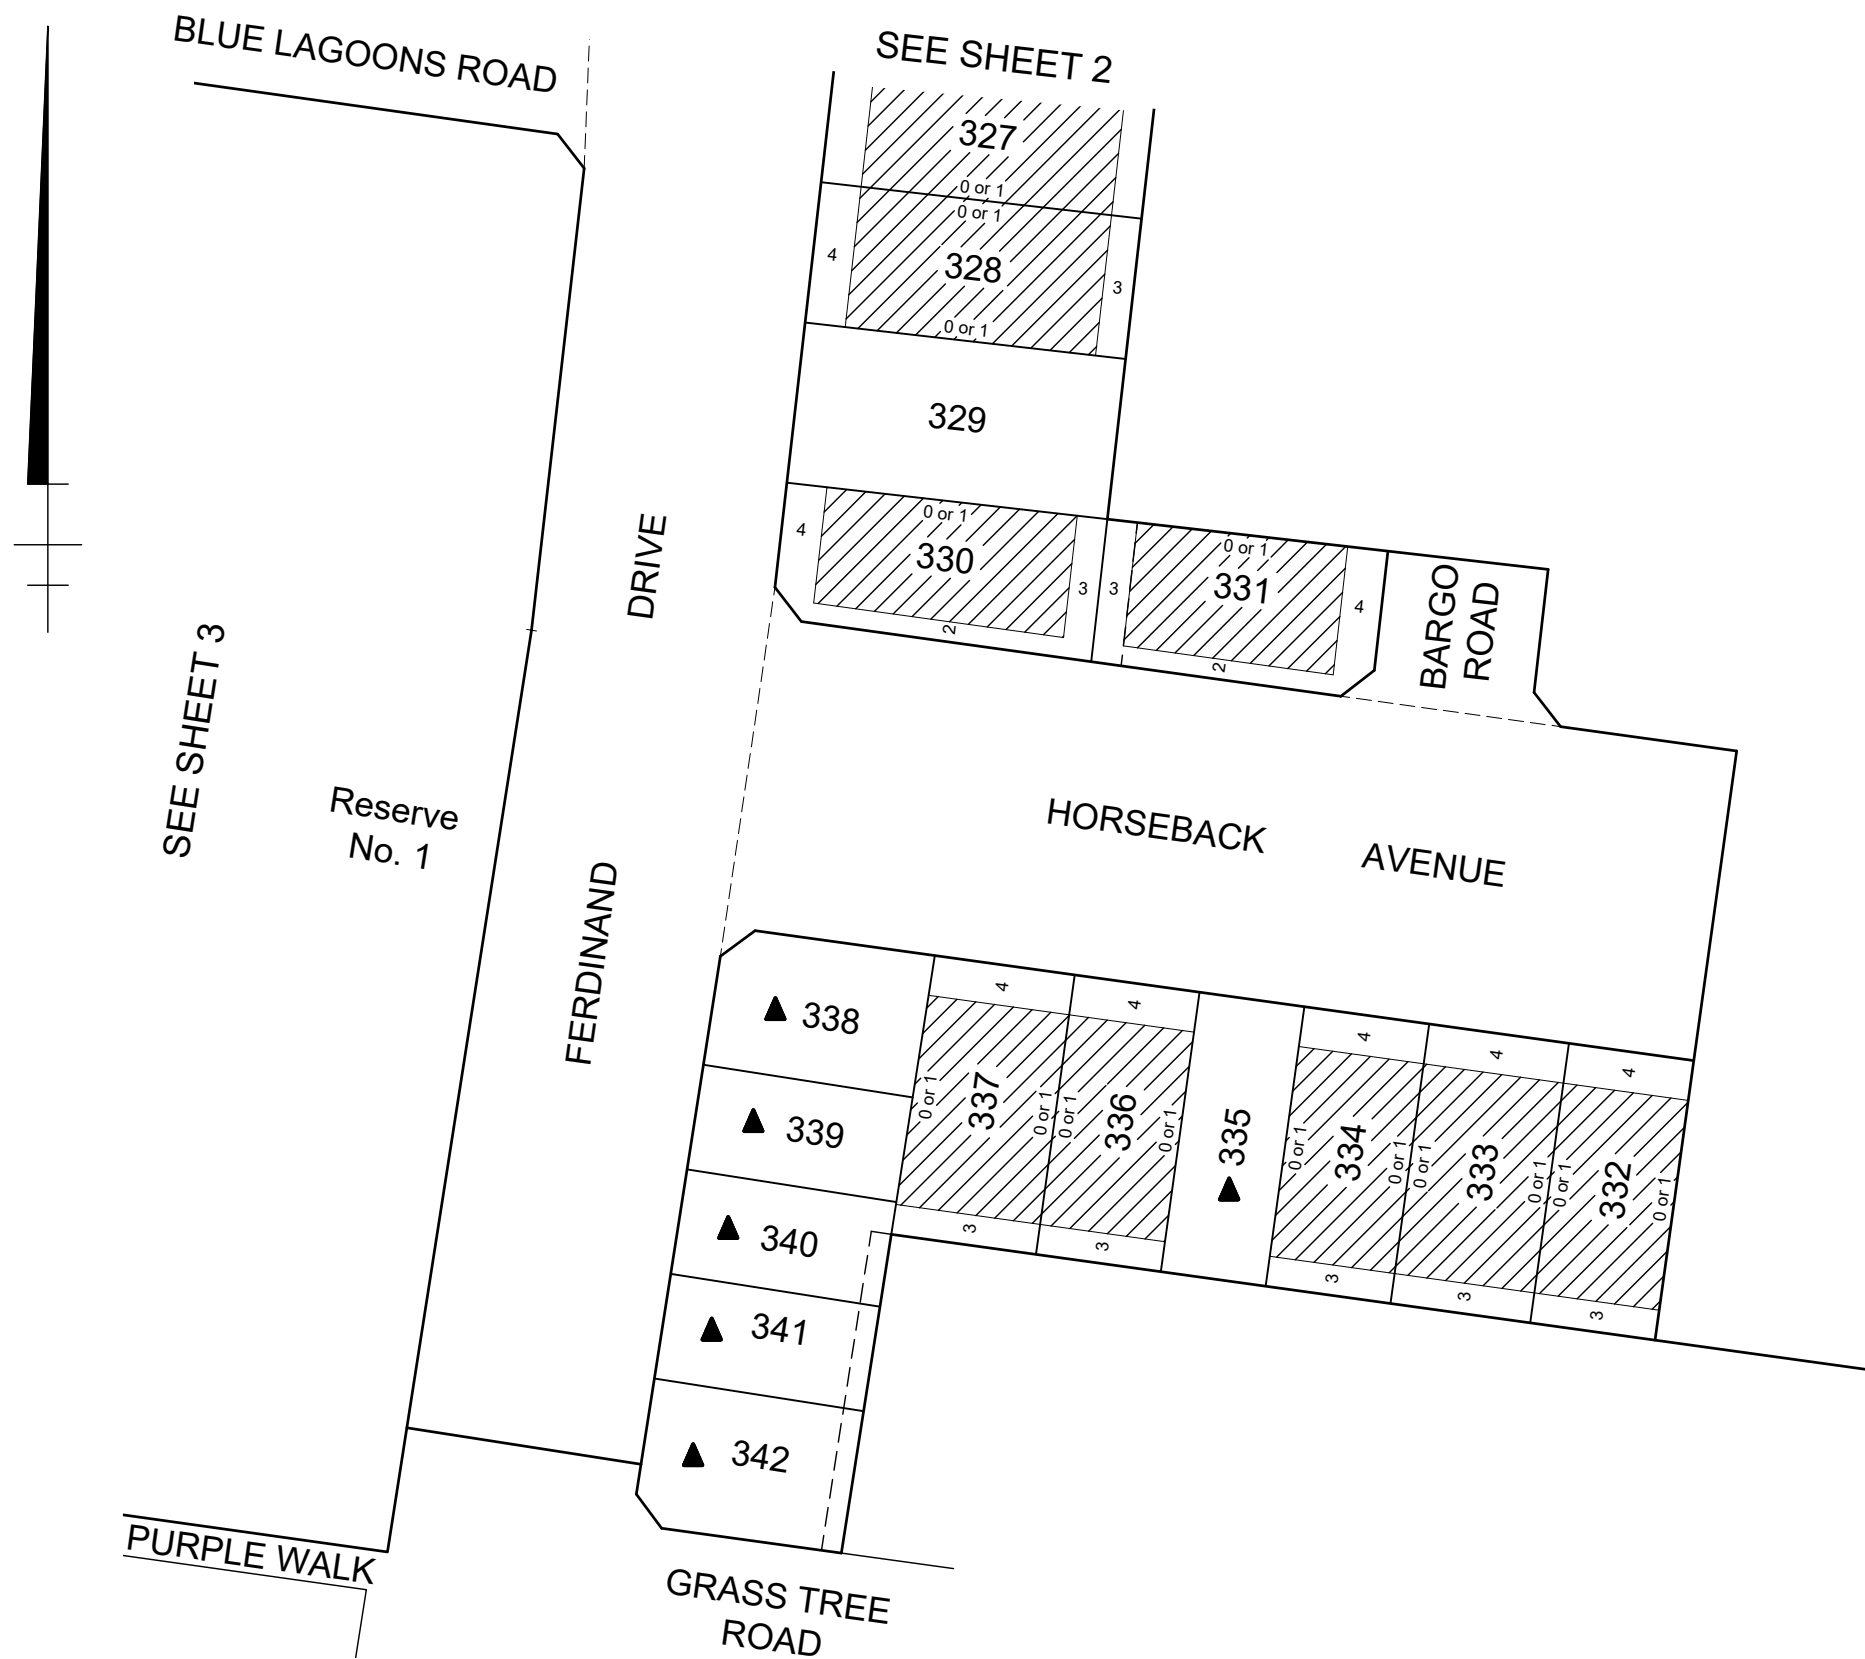 BLUE LAGOONS ROAD
SEE SHEET 2
327
0 or 1
0 or 1
4
328
3
0 or 1
329
0 or 1
4
330
3
2
0 or 1
3
331
4
2
BARGO
ROAD
DRIVE
SEE SHEET 3
Reserve
No. 1
HORSEBACK AVENUE
FERDINAND
338
339
340
341
342
4
0 or 1
337
0 or 1
3
4
0 or 1
336
0 or 1
3
335
4
0 or 1
334
0 or 1
3
4
0 or 1
333
0 or 1
3
4
0 or 1
332
0 or 1
3
PURPLE WALK
GRASS TREE
ROAD